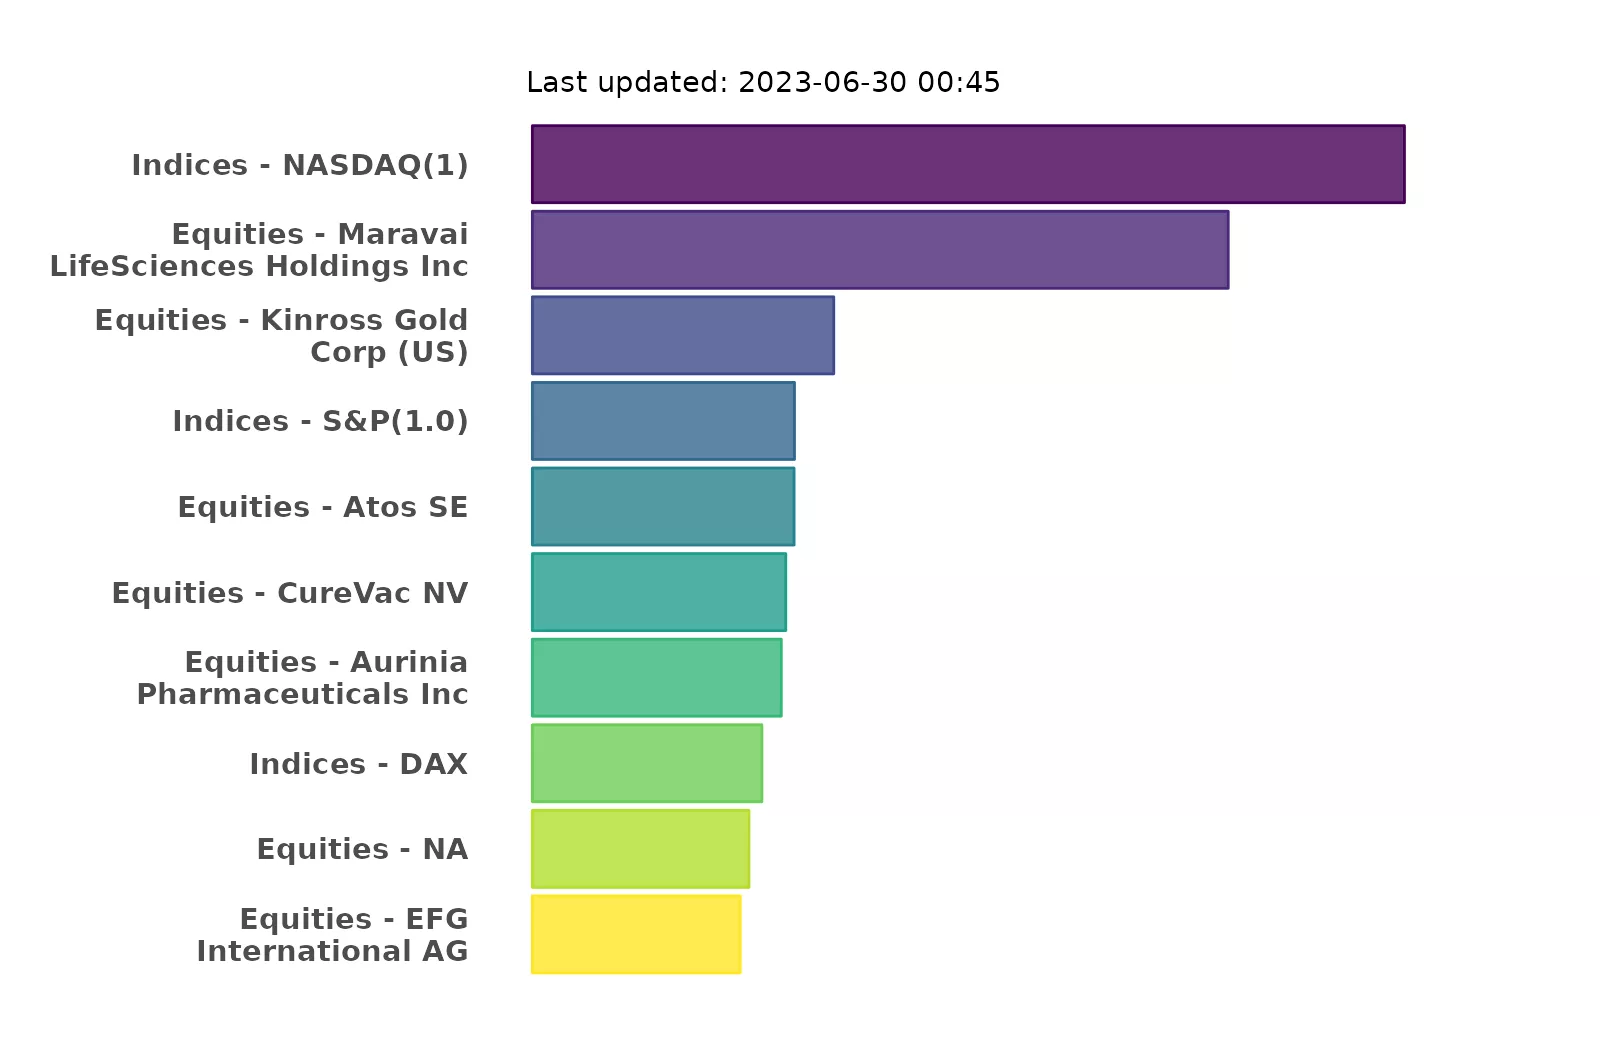 Last updated: 2023-06-30 00:45
Indices - NASDAQ(1)
Equities - Maravai
LifeSciences Holdings Inc
Equities - Kinross Gold
Corp (US)
Indices - S&P(1.0)
Equities - Atos SE
Equities - CureVac NV
Equities - Aurinia
Pharmaceuticals Inc
Indices - DAX
Equities - NA
Equities - EFG
International AG